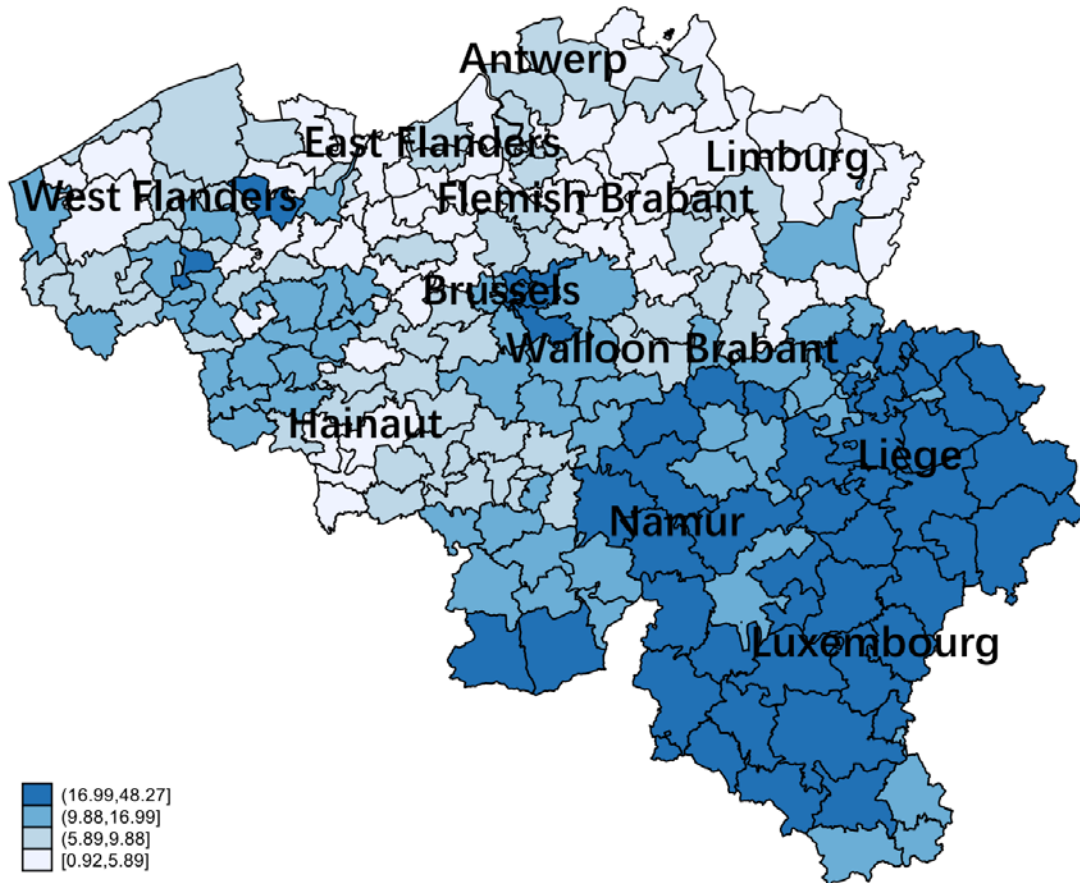 Antwerp
East Flanders
Limburg
West Flanders
Flemish Brabant
Brussels
Walloon Brabant
Hainaut
Liège
Namur
Luxembourg
(16.99,48.27]
(9.88,16.99]
(5.89,9.88]
[0.92,5.89]